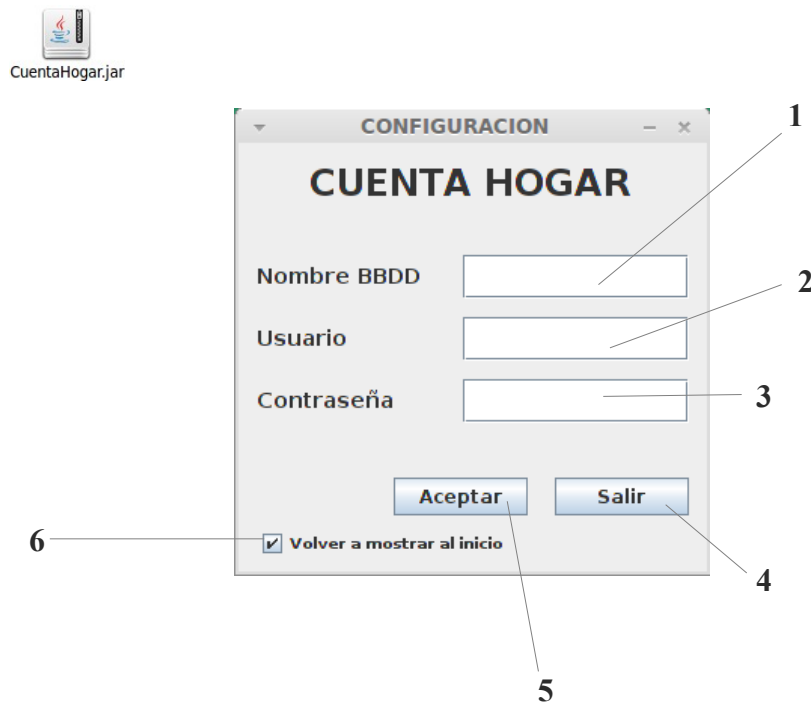 CuentaHogar.jar
CONFIGURACION
1
CUENTA HOGAR
Nombre BBDD
2
Usuario
Contraseña
3
Aceptar
Salir
6
Volver a mostrar al inicio
4
5